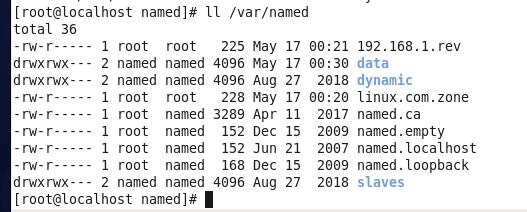 [root@localhost named]# ll /var/named
total 36
-rw-r----- 1 root  root   225 May 17 00:21 192.168.1.rev
drwxrwx--- 2 named named 4096 May 17 00:30 data
drwxrwx--- 2 named named 4096 Aug 27  2018 dynamic
-rw-r----- 1 root  root   228 May 17 00:20 linux.com.zone
-rw-r----- 1 root  named 3289 Apr 11  2017 named.ca
-rw-r----- 1 root  named  152 Dec 15  2009 named.empty
-rw-r----- 1 root  named  152 Jun 21  2007 named.localhost
-rw-r----- 1 root  named  168 Dec 15  2009 named.loopback
drwxrwx--- 2 named named 4096 Aug 27  2018 slaves
[root@localhost named]#